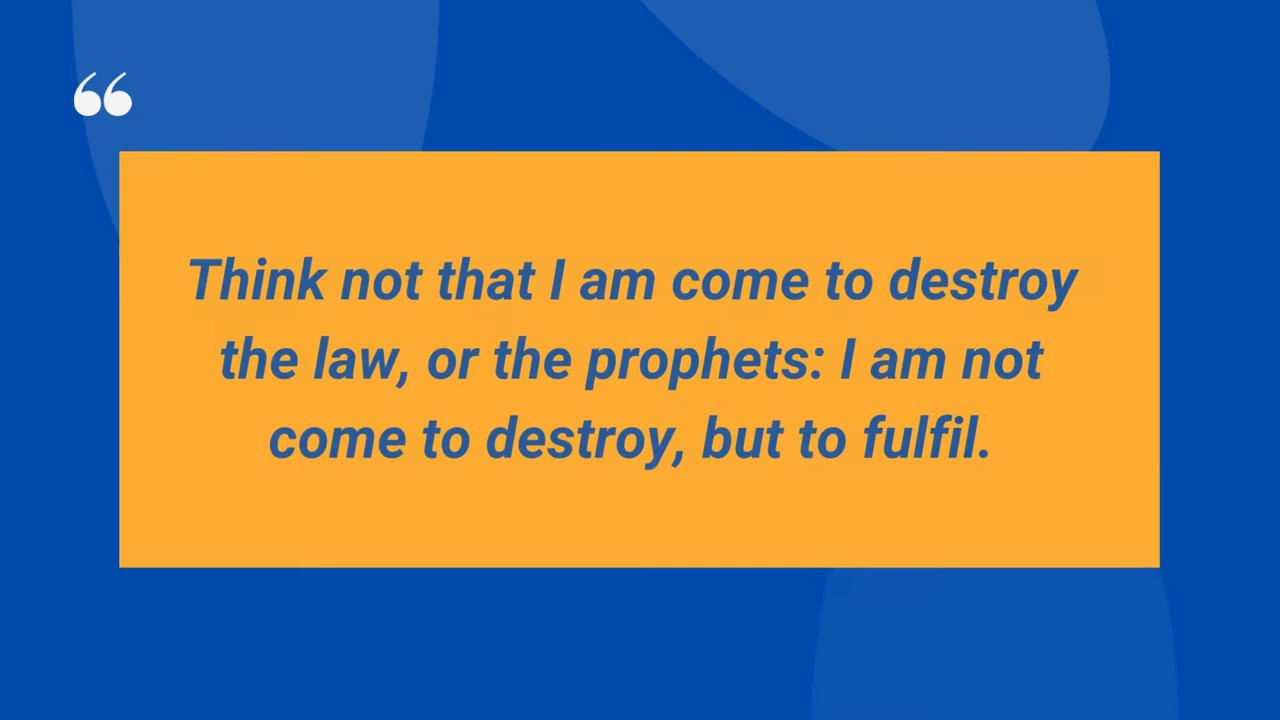 “
Think not that I am come to destroy
the law, or the prophets: I am not
come to destroy, but to fulfil.